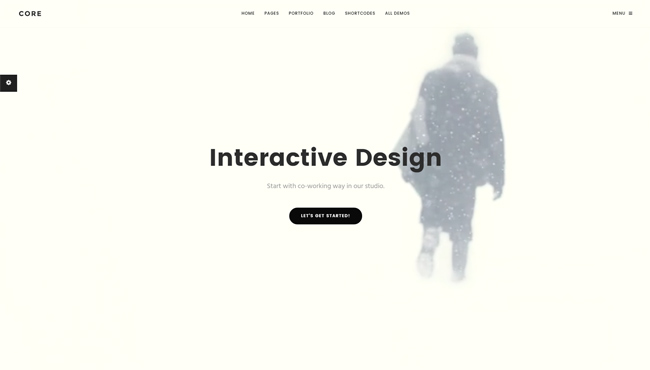 CORE
HOME PAGES PORTFOLIO BLOG SHORTCODES ALL DEMOS
MENU
Interactive Design
Start with co-working way in our studio.
LET'S GET STARTED!